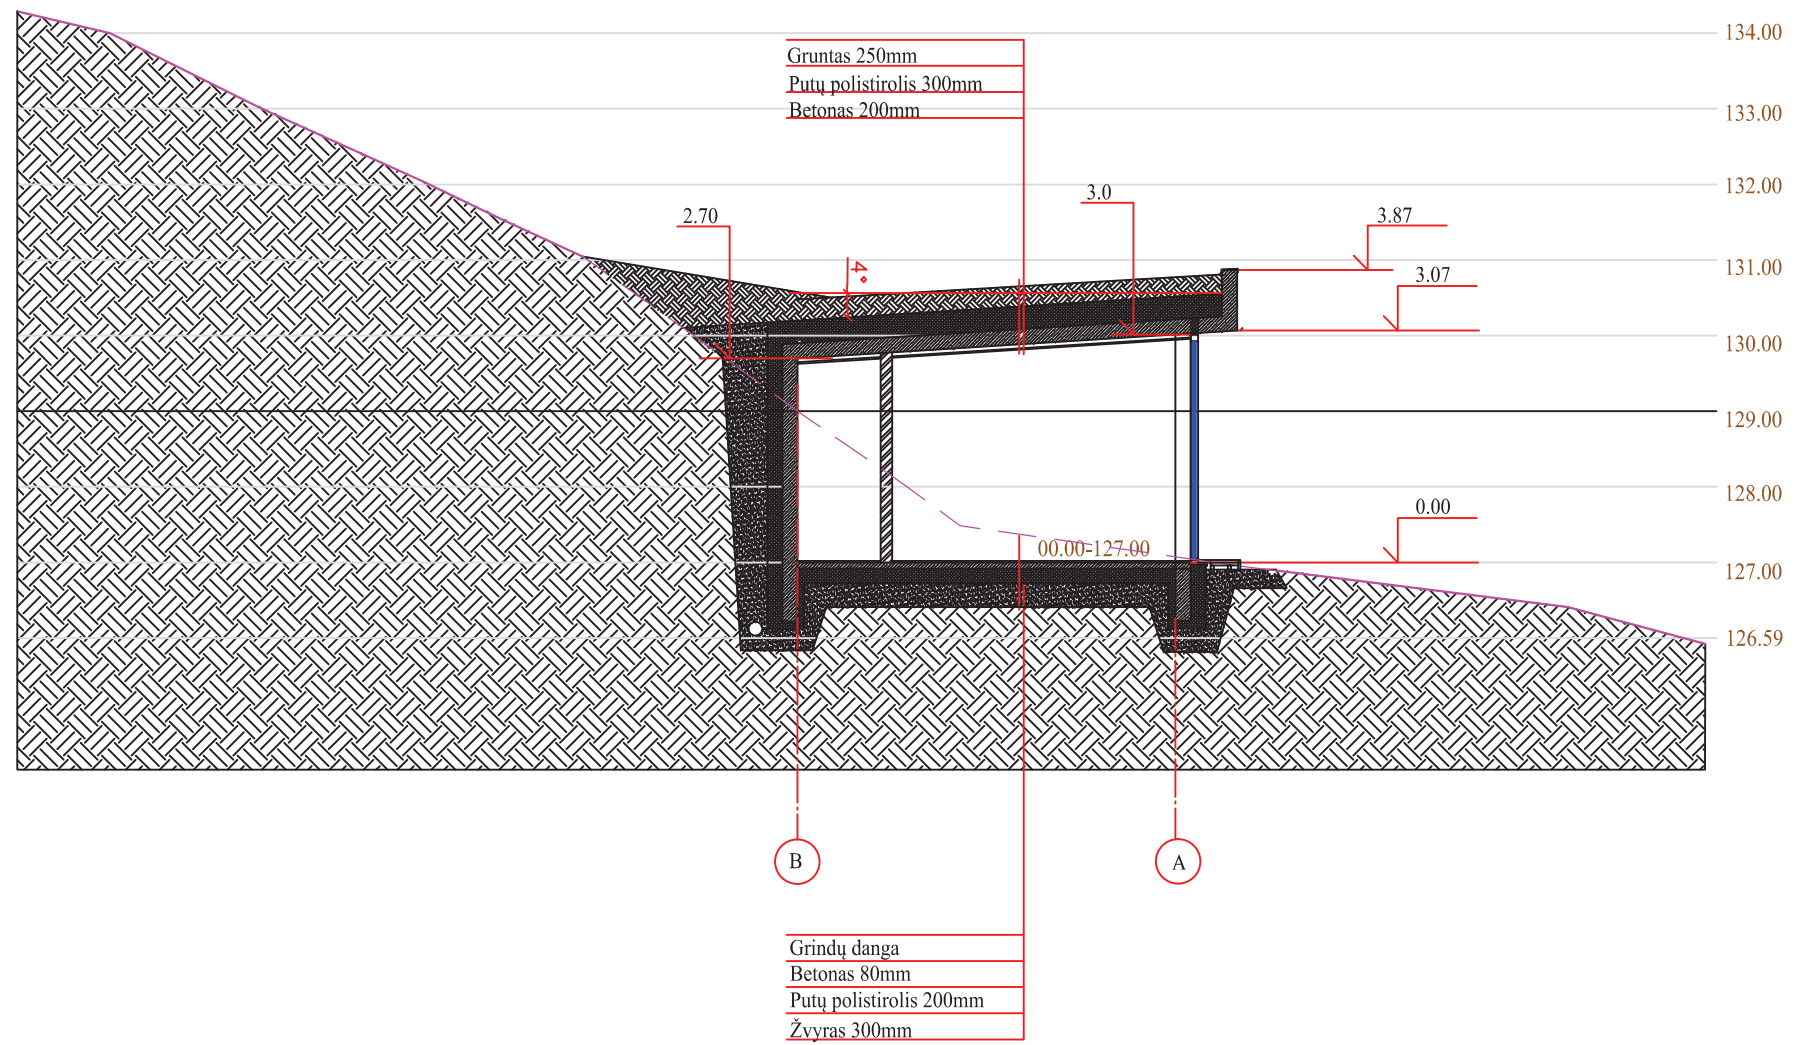 134.00
Gruntas 250mm
Putų polistirolis 300mm
Betonas 200mm
133.00
132.00
3.0
2.70
3.87
131.00
4°
3.07
130.00
129.00
128.00
0.00
00.00-127.00
127.00
126.59
B
A
Grindų danga
Betonas 80mm
Putų polistirolis 200mm
Žvyras 300mm